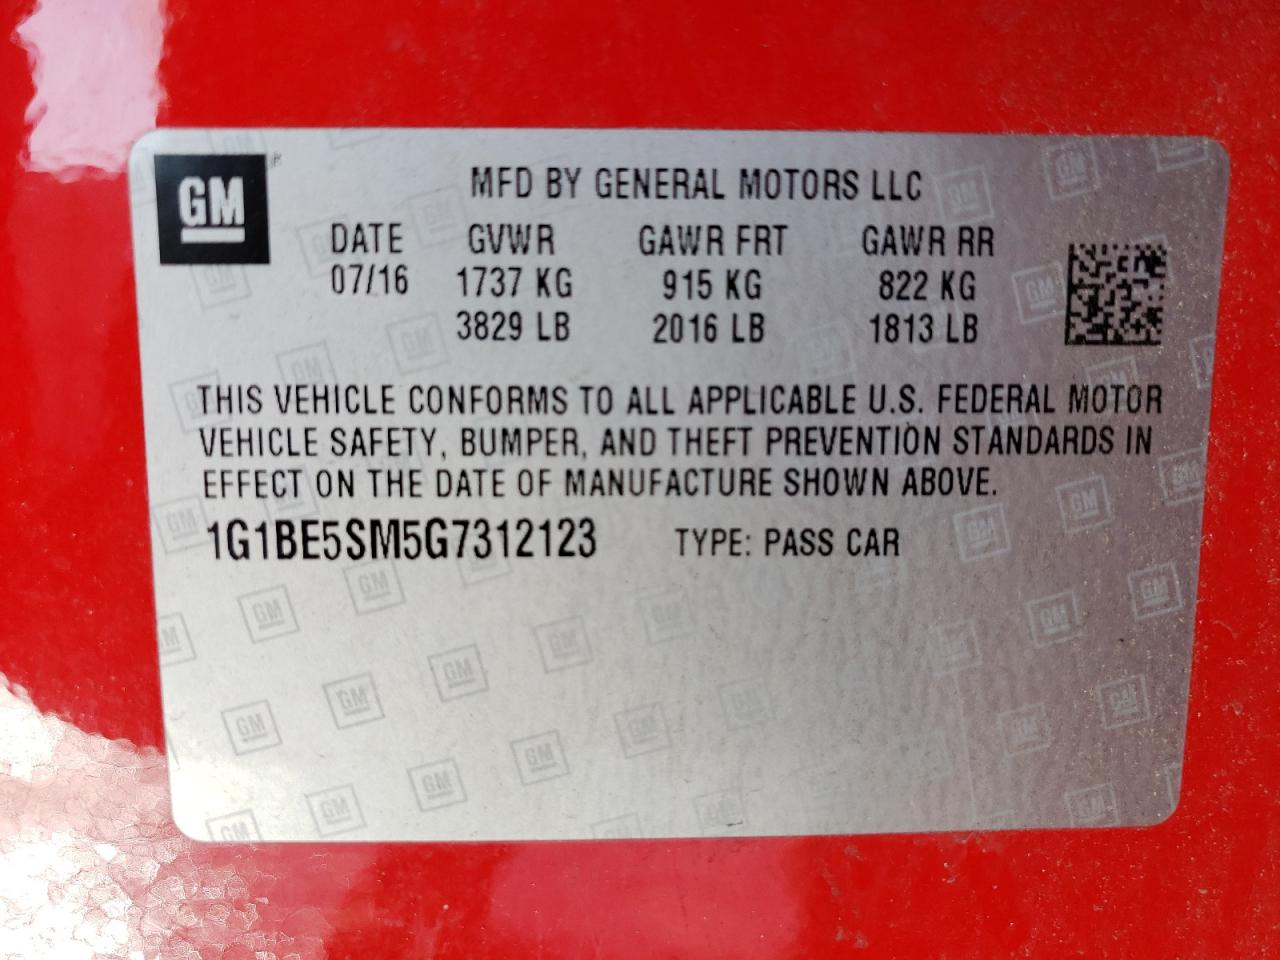 GM
MFD BY GENERAL MOTORS LLC
DATE GVWR GAWR FRT GAWR RR
07/16 1737 KG 915 KG 822 KG
3829 LB 2016 LB 1813 LB
THIS VEHICLE CONFORMS TO ALL APPLICABLE U.S. FEDERAL MOTOR
VEHICLE SAFETY, BUMPER, AND THEFT PREVENTION STANDARDS IN
EFFECT ON THE DATE OF MANUFACTURE SHOWN ABOVE.
1G1BE5SM5G7312123 TYPE: PASS CAR